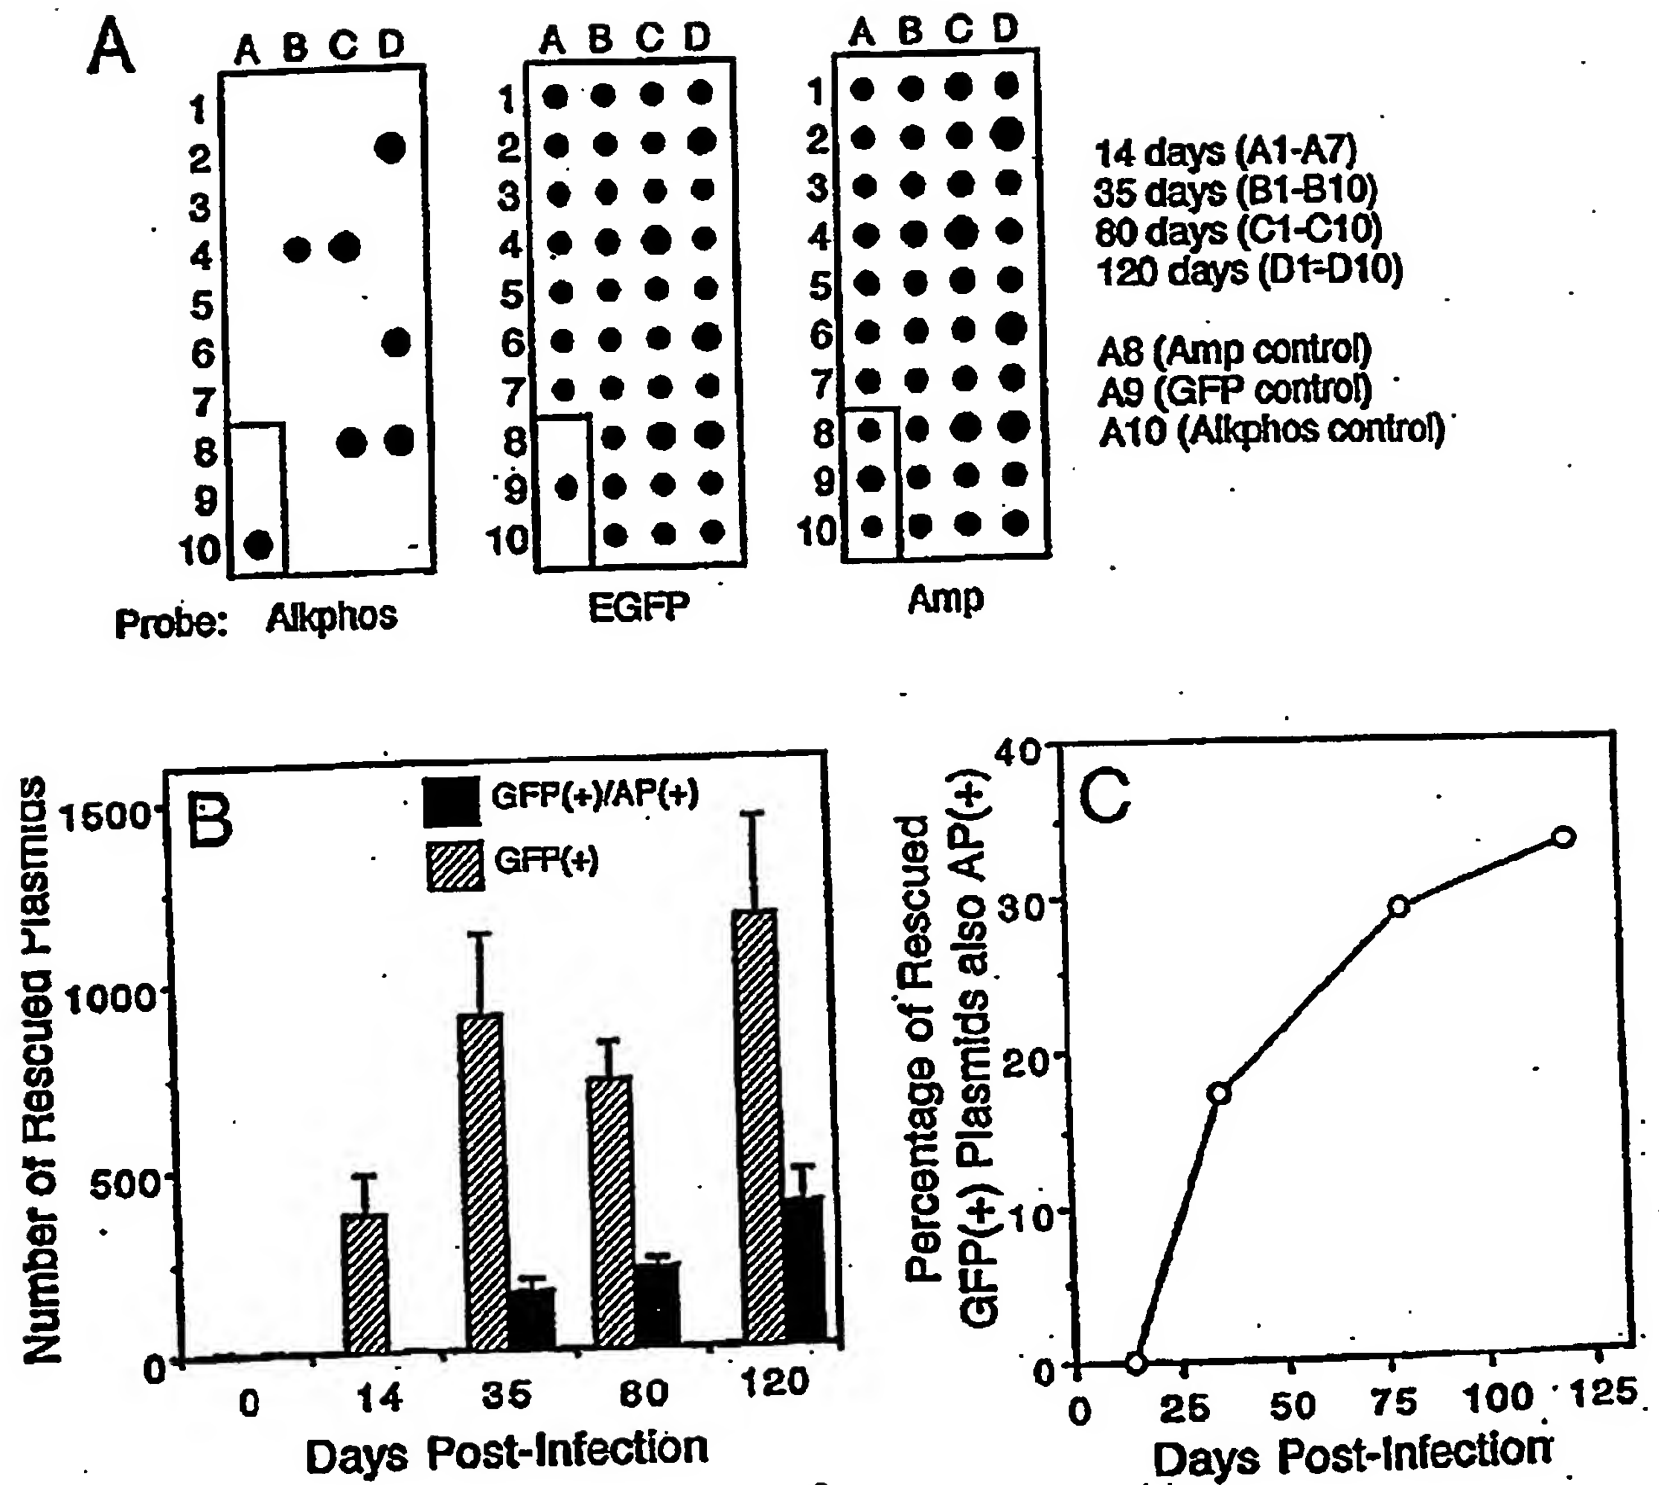 A
A B C D
1
2
3
4
5
6
7
8
9
10
A B C D
1
2
3
4
5
6
7
8
9
10
A B C D
1
2
3
4
5
6
7
8
9
10
14 days (A1-A7)
35 days (B1-B10)
80 days (C1-C10)
120 days (D1-D10)
A8 (Amp control)
A9 (GFP control)
A10 (Alkphos control)
Probe: Alkphos
EGFP
Amp
B
GFP(+)/AP(+)
GFP(+)
Number of Rescued Plasmids
1500
1000
500
0
0 14 35 80 120
Days Post-Infection
C
Percentage of Rescued
GFP(+) Plasmids also AP(+)
40
30
20
10
0
0 25 50 75 100 125
Days Post-Infection